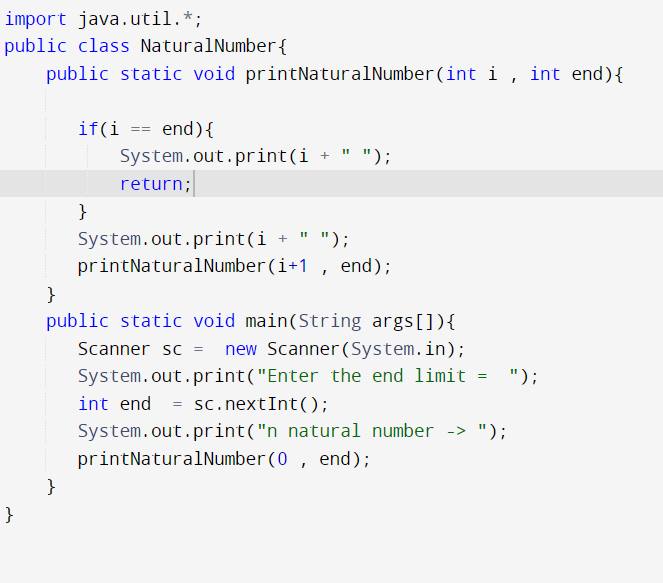 import java.util.*;
public class NaturalNumber{
    public static void printNaturalNumber(int i , int end){

       if(i == end){
           System.out.print(i + " ");
           return;
       }
       System.out.print(i + " ");
       printNaturalNumber(i+1 , end);
    }
    public static void main(String args[]){
       Scanner sc =  new Scanner(System.in);
       System.out.print("Enter the end limit =  ");
       int end  = sc.nextInt();
       System.out.print("n natural number -> ");
       printNaturalNumber(0 , end);
    }
}